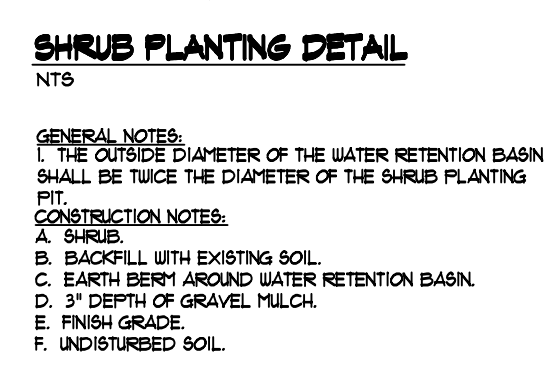 SHRUB PLANTING DETAIL
NTS
GENERAL NOTES:
1. THE OUTSIDE DIAMETER OF THE WATER RETENTION BASIN
SHALL BE TWICE THE DIAMETER OF THE SHRUB PLANTING
PIT.
CONSTRUCTION NOTES:
A. SHRUB.
B. BACKFILL WITH EXISTING SOIL.
C. EARTH BERM AROUND WATER RETENTION BASIN.
D. 3" DEPTH OF GRAVEL MULCH.
E. FINISH GRADE.
F. UNDISTURBED SOIL.